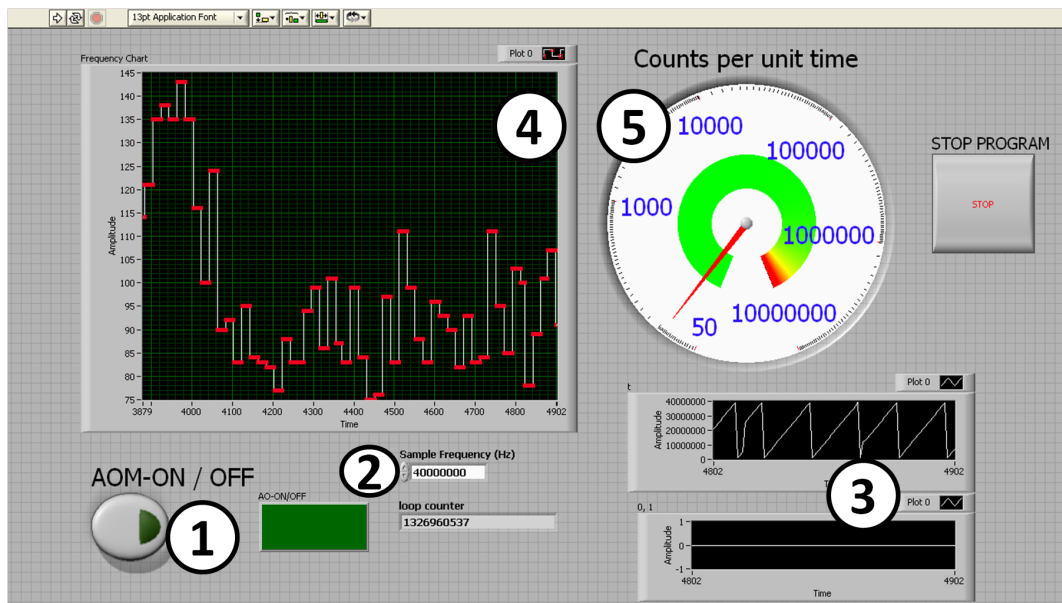 13pt Application Font
Frequency Chart
Plot 0
145
140
135
130
125
120
115
110
105
100
95
90
85
80
75
Amplitude
3879 4000 4100 4200 4300 4400 4500 4600 4700 4800 4902
Time
4
Counts per unit time
5
10000
100000
1000
1000000
50
10000000
STOP PROGRAM
STOP
AOM-ON / OFF
1
AO-ON/OFF
2
Sample Frequency (Hz)
40000000
loop counter
1326960537
t
Plot 0
40000000
30000000
20000000
10000000
0
Amplitude
4802 4902
3
0, 1
Plot 0
1
0
-1
Amplitude
4802 4902
Time